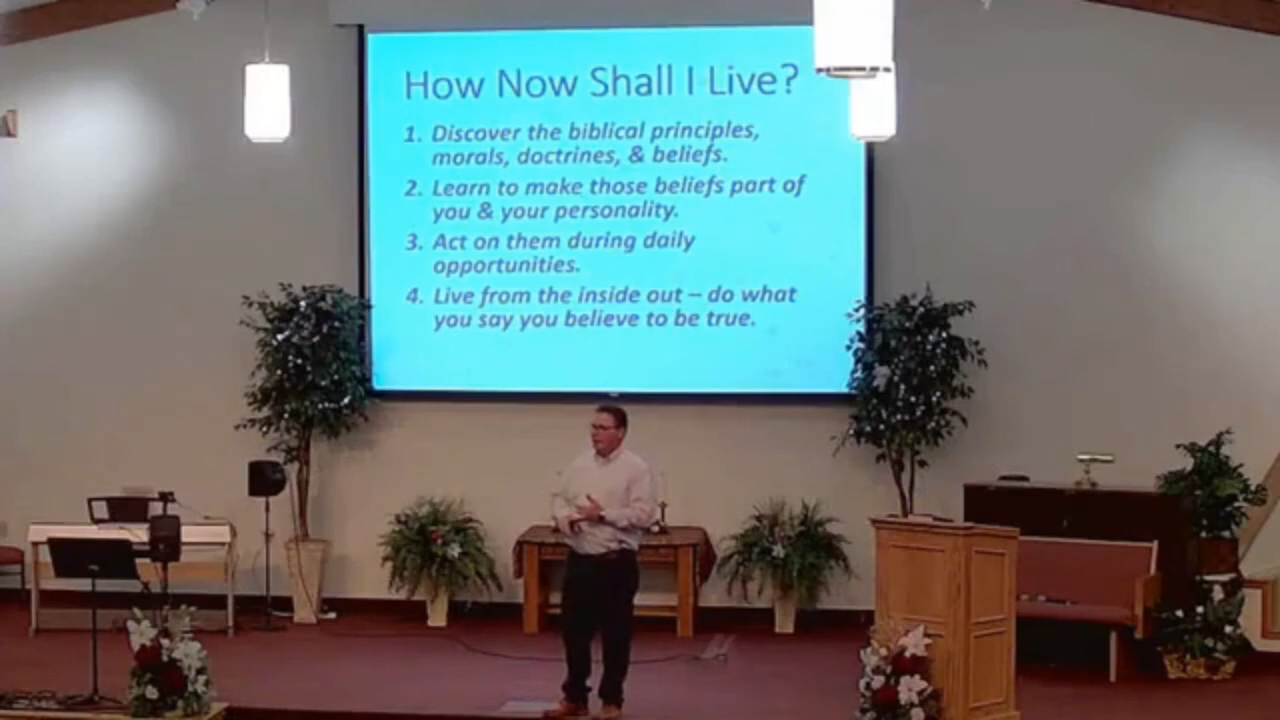 How Now Shall I Live?
1. Discover the biblical principles,
morals, doctrines, & beliefs.
2. Learn to make those beliefs part of
you & your personality.
3. Act on them during daily
opportunities.
4. Live from the inside out – do what
you say you believe to be true.